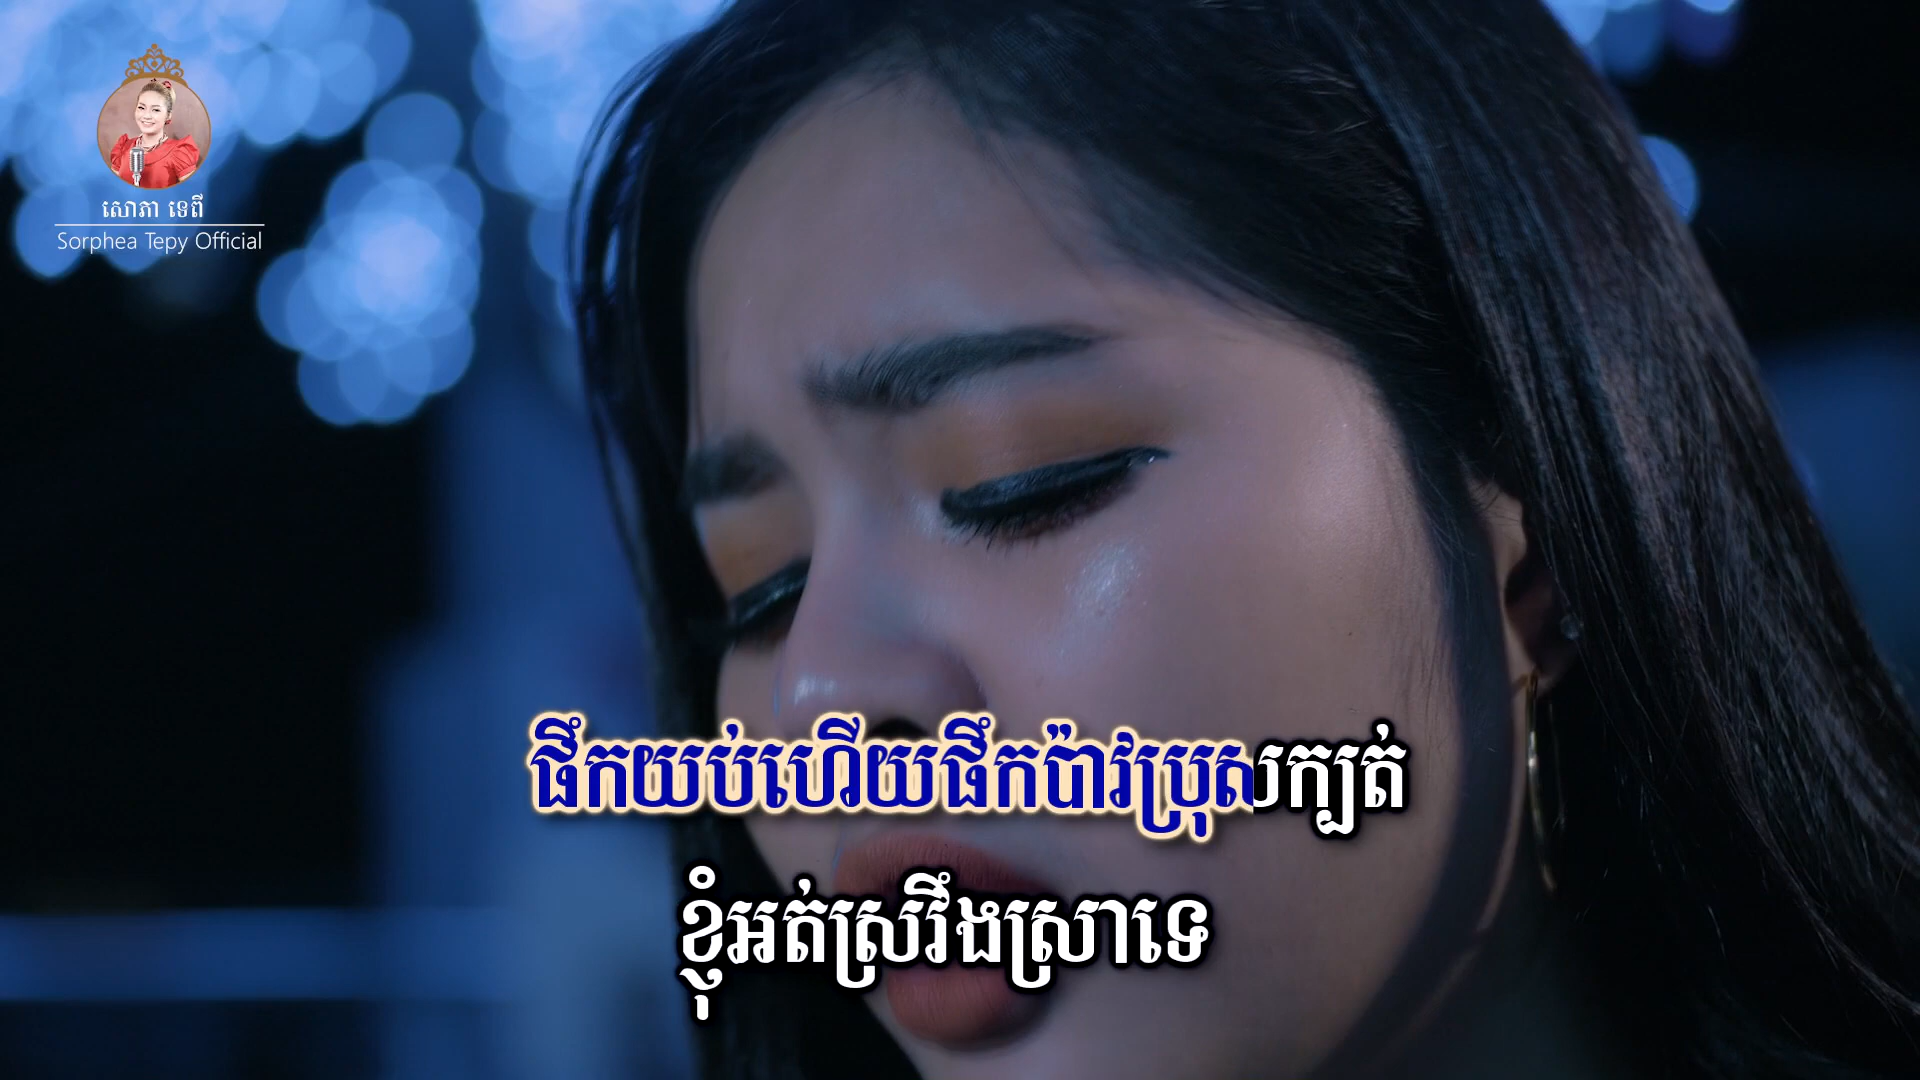 សោភា ទេពី
Sorphea Tepy Official
ផឹកយប់ហើយផឹកប៉ាវប្រុសក្បត់
ខ្ញុំអត់ស្រវឹងស្រាទេ